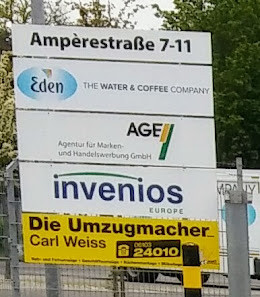 Ampèrestraße 7-11
Eden THE WATER & COFFEE COMPANY
AGE
Agentur für Marken-
und Handelswerbung GmbH
invenios
EUROPE
Die Umzugmacher
Carl Weiss 06103 24010